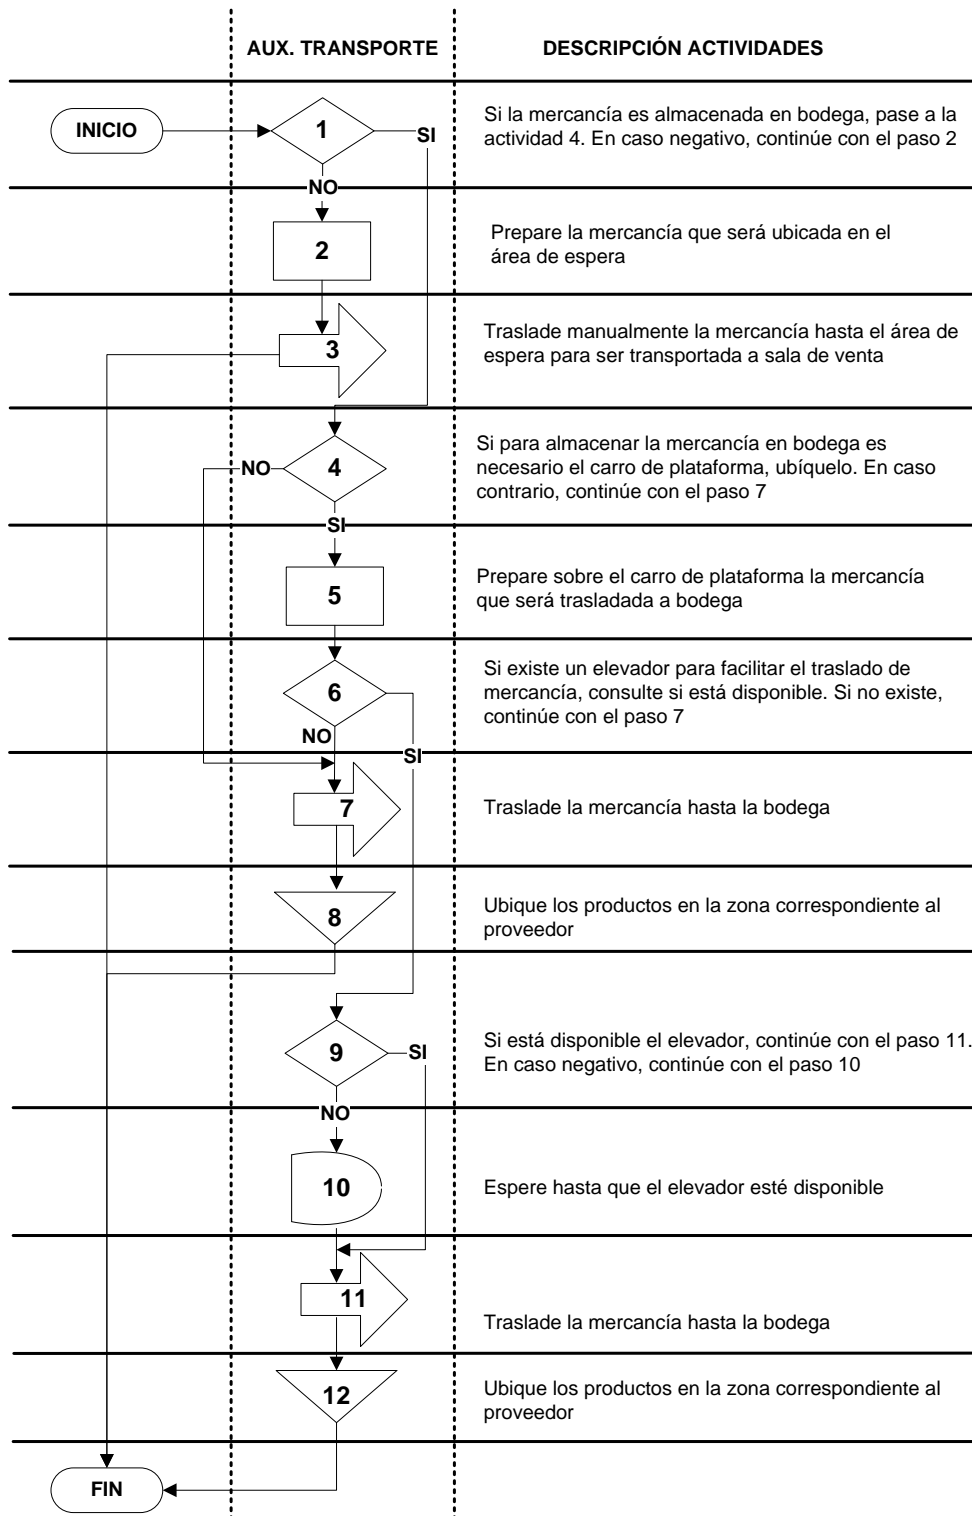 AUX. TRANSPORTE
DESCRIPCIÓN ACTIVIDADES
INICIO
1
SI
Si la mercancía es almacenada en bodega, pase a la
actividad 4. En caso negativo, continúe con el paso 2
NO
2
Prepare la mercancía que será ubicada en el
área de espera
3
Traslade manualmente la mercancía hasta el área de
espera para ser transportada a sala de venta
NO
4
Si para almacenar la mercancía en bodega es
necesario el carro de plataforma, ubíquelo. En caso
contrario, continúe con el paso 7
SI
5
Prepare sobre el carro de plataforma la mercancía
que será trasladada a bodega
6
Si existe un elevador para facilitar el traslado de
mercancía, consulte si está disponible. Si no existe,
continúe con el paso 7
NO
SI
7
Traslade la mercancía hasta la bodega
8
Ubique los productos en la zona correspondiente al
proveedor
9
SI
Si está disponible el elevador, continúe con el paso 11.
En caso negativo, continúe con el paso 10
NO
10
Espere hasta que el elevador esté disponible
11
Traslade la mercancía hasta la bodega
12
Ubique los productos en la zona correspondiente al
proveedor
FIN